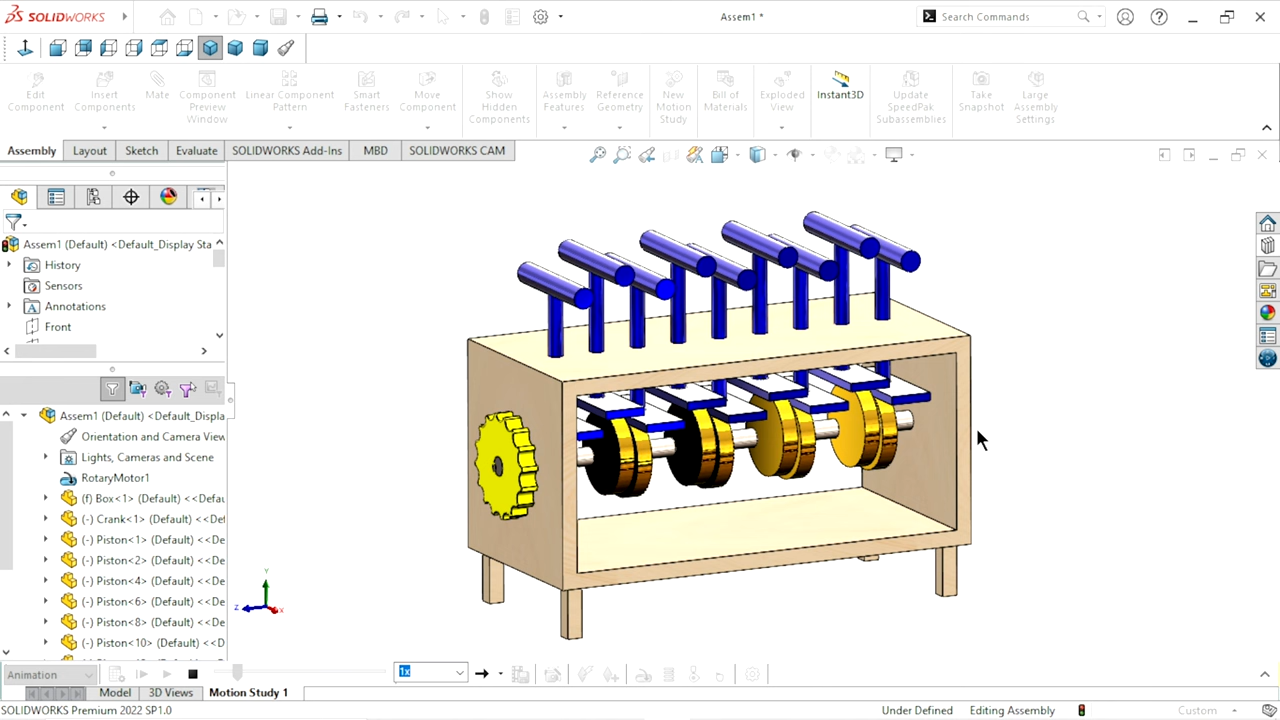 SOLIDWORKS
Assem1 *
Search Commands
Edit Component
Insert Components
Mate
Component Preview Window
Linear Component Pattern
Smart Fasteners
Move Component
Show Hidden Components
Assembly Features
Reference Geometry
New Motion Study
Bill of Materials
Exploded View
Instant3D
Update SpeedPak Subassemblies
Take Snapshot
Large Assembly Settings
Assembly
Layout
Sketch
Evaluate
SOLIDWORKS Add-Ins
MBD
SOLIDWORKS CAM
Assem1 (Default) <Default_Display Sta
History
Sensors
Annotations
Front
Assem1 (Default) <Default_Displa
Orientation and Camera View
Lights, Cameras and Scene
RotaryMotor1
(f) Box<1> (Default) <<Defau
(-) Crank<1> (Default) <<Def
(-) Piston<1> (Default) <<De
(-) Piston<2> (Default) <<De
(-) Piston<4> (Default) <<De
(-) Piston<6> (Default) <<De
(-) Piston<8> (Default) <<De
(-) Piston<10> (Default) <<D
Y
Z
X
Animation
1x
Model
3D Views
Motion Study 1
SOLIDWORKS Premium 2022 SP1.0
Under Defined
Editing Assembly
Custom